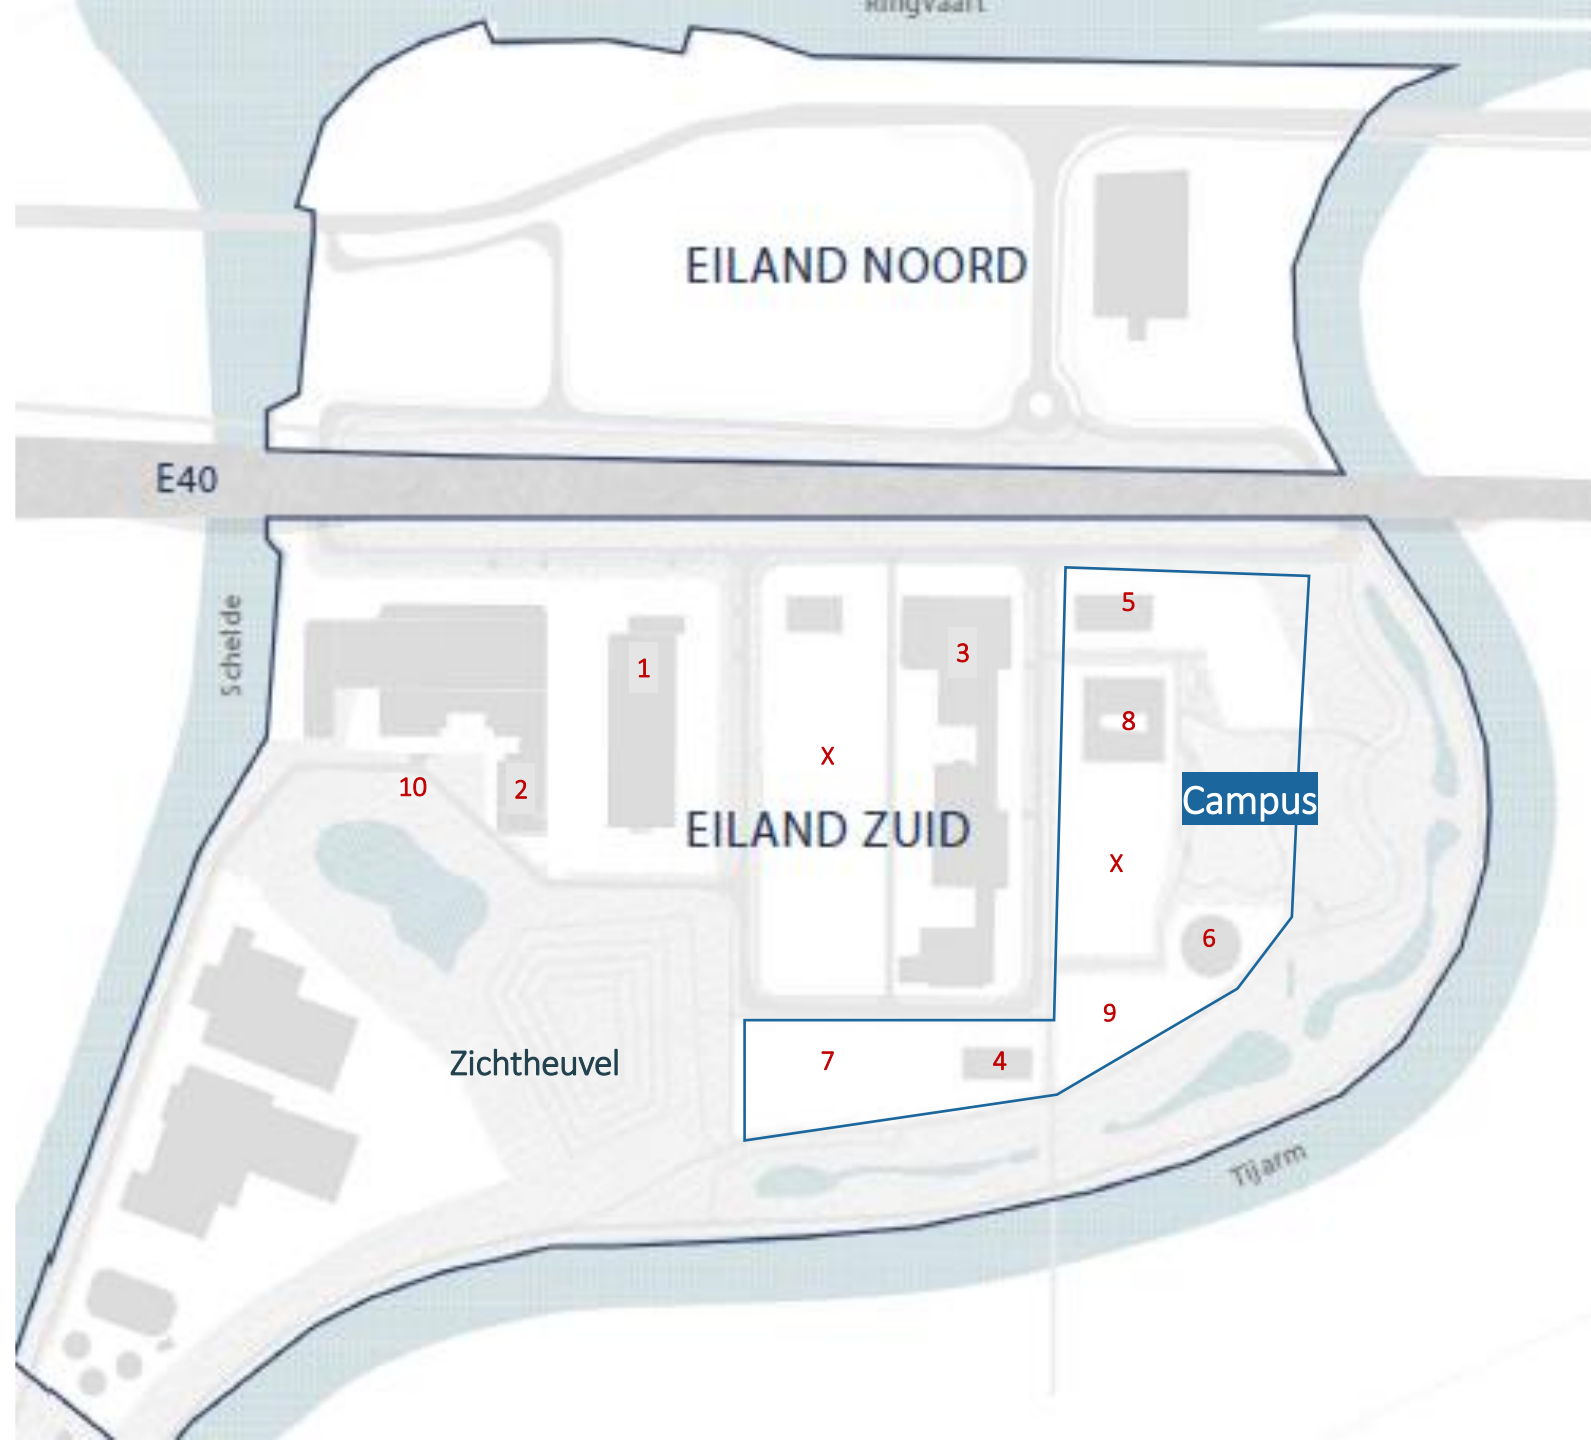 Ringvaart
EILAND NOORD
E40
Schelde
5
3
1
8
X
10
2
Campus
EILAND ZUID
X
6
9
Zichtheuvel
7
4
Tijarm